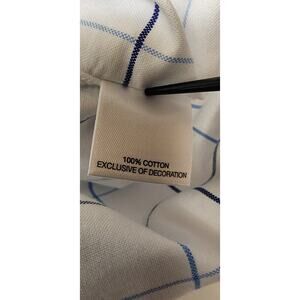 100% COTTON
EXCLUSIVE OF DECORATION